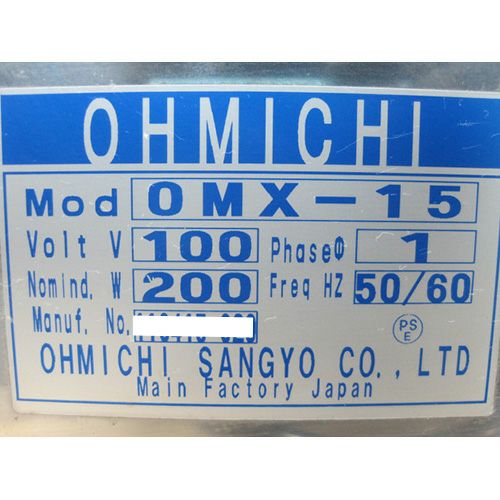 OHMICHI
Mod OMX-15
Volt V 100 PhaseΦ 1
Nomind. W 200 Freq HZ 50/60
Manuf. No.
PS E
OHMICHI SANGYO CO., LTD
Main Factory Japan